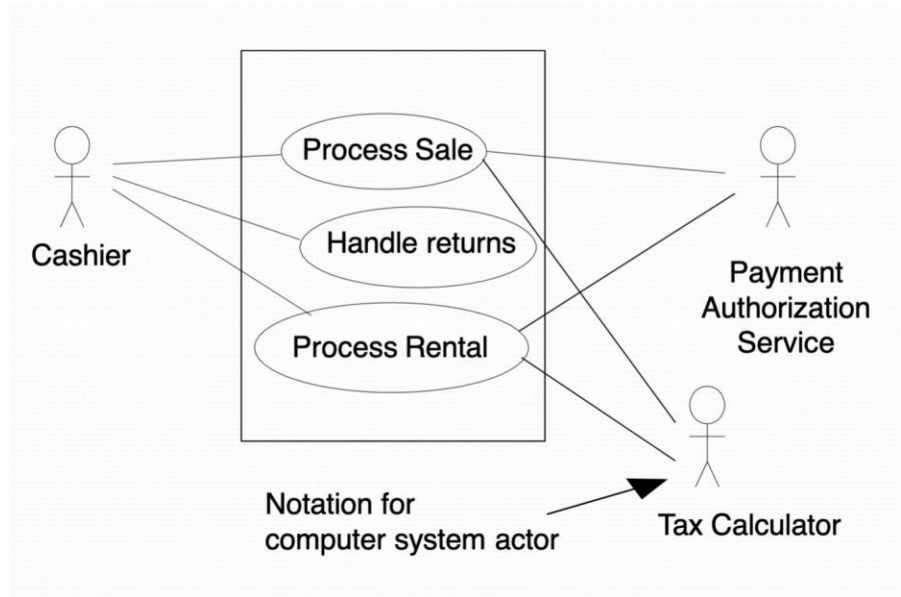 Process Sale
Cashier
Handle returns
Process Rental
Payment
Authorization
Service
Notation for
computer system actor
Tax Calculator